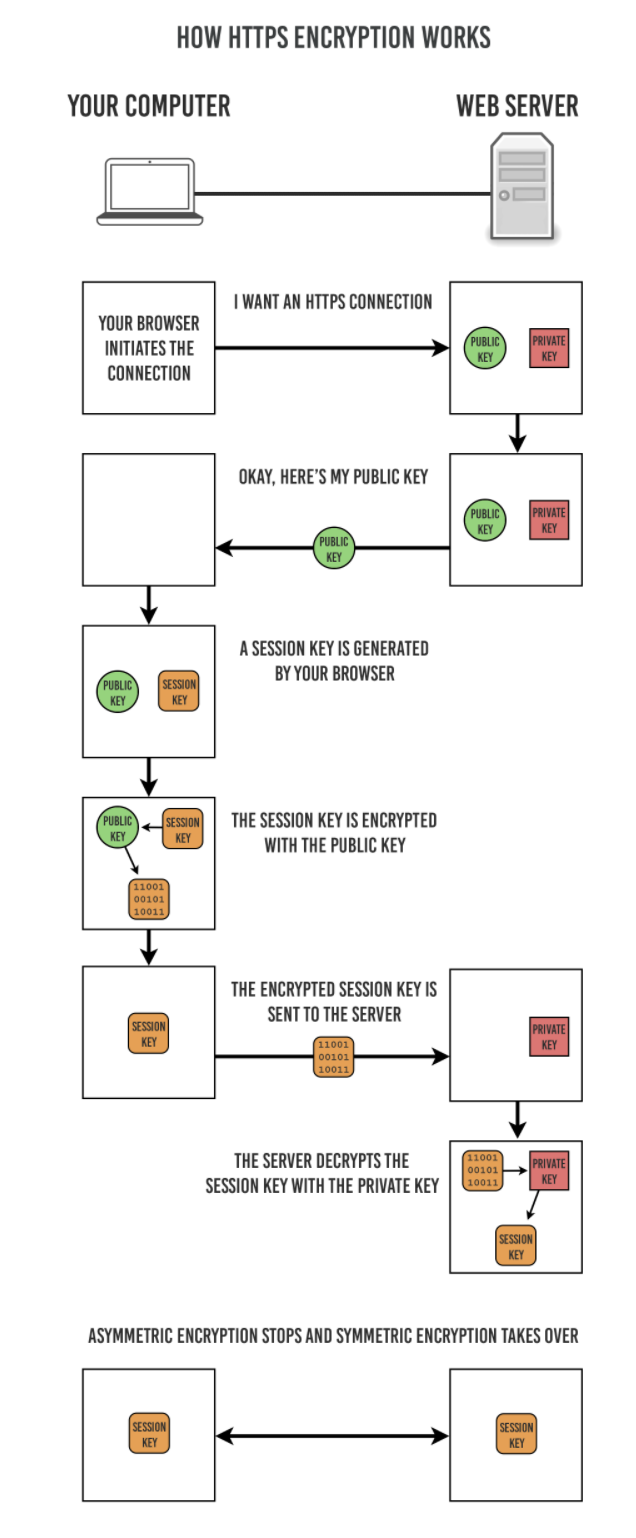 HOW HTTPS ENCRYPTION WORKS
YOUR COMPUTER
WEB SERVER
YOUR BROWSER
INITIATES THE
CONNECTION
I WANT AN HTTPS CONNECTION
PUBLIC
KEY
PRIVATE
KEY
OKAY, HERE'S MY PUBLIC KEY
PUBLIC
KEY
PUBLIC
KEY
PRIVATE
KEY
PUBLIC
KEY
SESSION
KEY
A SESSION KEY IS GENERATED
BY YOUR BROWSER
PUBLIC
KEY
SESSION
KEY
11001
00101
10011
THE SESSION KEY IS ENCRYPTED
WITH THE PUBLIC KEY
SESSION
KEY
THE ENCRYPTED SESSION KEY IS
SENT TO THE SERVER
11001
00101
10011
PRIVATE
KEY
THE SERVER DECRYPTS THE
SESSION KEY WITH THE PRIVATE KEY
11001
00101
10011
PRIVATE
KEY
SESSION
KEY
ASYMMETRIC ENCRYPTION STOPS AND SYMMETRIC ENCRYPTION TAKES OVER
SESSION
KEY
SESSION
KEY